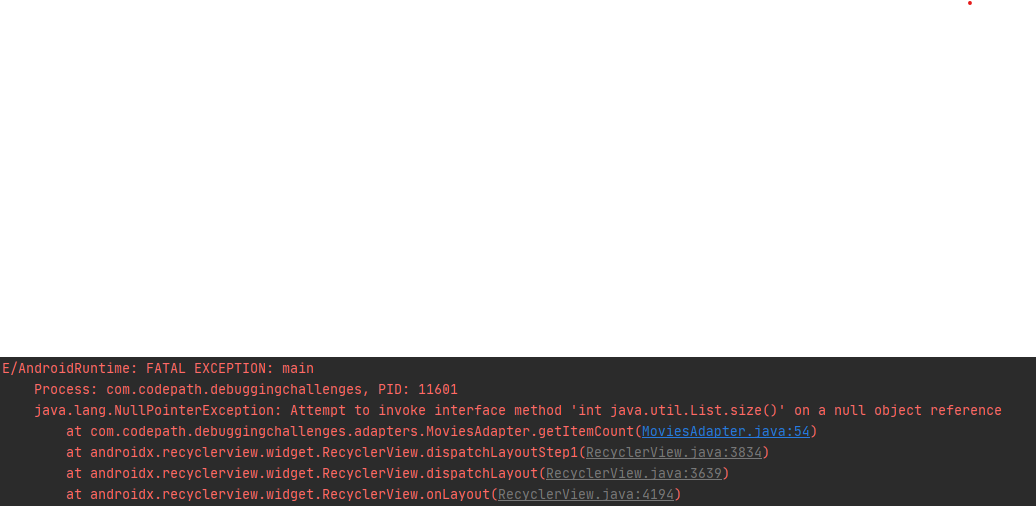 E/AndroidRuntime: FATAL EXCEPTION: main
Process: com.codepath.debuggingchallenges, PID: 11601
java.lang.NullPointerException: Attempt to invoke interface method 'int java.util.List.size()' on a null object reference
at com.codepath.debuggingchallenges.adapters.MoviesAdapter.getItemCount(MoviesAdapter.java:54)
at androidx.recyclerview.widget.RecyclerView.dispatchLayoutStep1(RecyclerView.java:3834)
at androidx.recyclerview.widget.RecyclerView.dispatchLayout(RecyclerView.java:3639)
at androidx.recyclerview.widget.RecyclerView.onLayout(RecyclerView.java:4194)